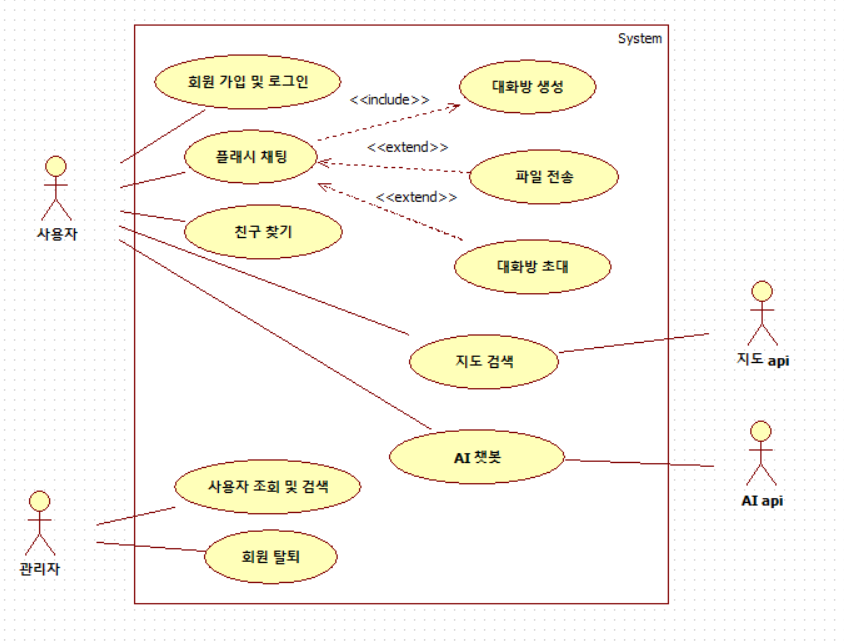 System
회원 가입 및 로그인
대화방 생성
<<include>>
플래시 채팅
<<extend>>
파일 전송
<<extend>>
사용자
친구 찾기
대화방 초대
지도 검색
지도 api
AI 챗봇
AI api
사용자 조회 및 검색
관리자
회원 탈퇴